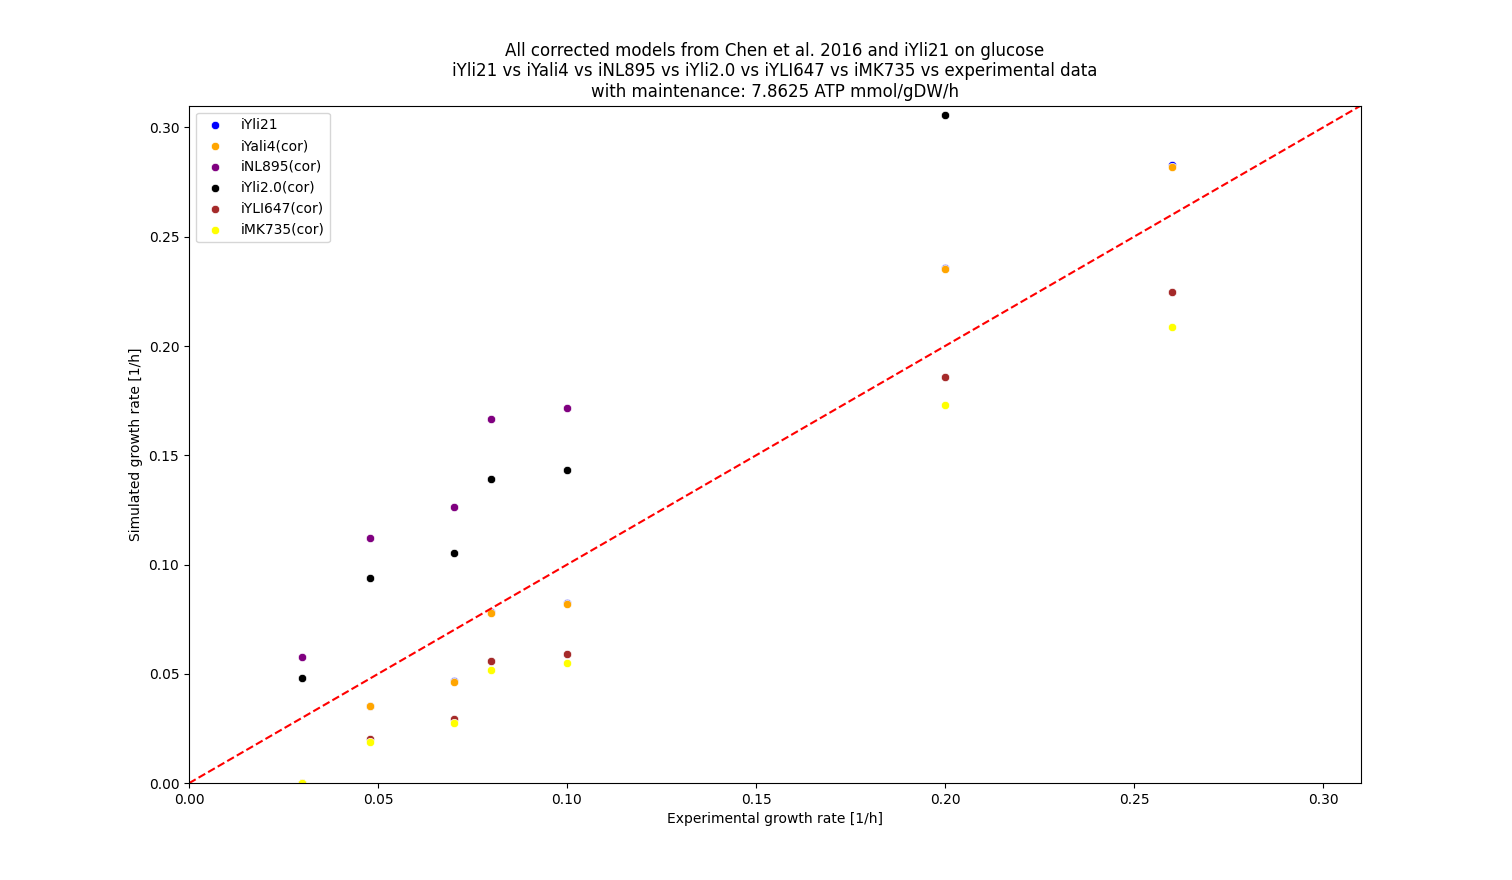 All corrected models from Chen et al. 2016 and iYli21 on glucose
iYli21 vs iYali4 vs iNL895 vs iYli2.0 vs iYLI647 vs iMK735 vs experimental data
with maintenance: 7.8625 ATP mmol/gDW/h
iYli21
iYali4(cor)
iNL895(cor)
iYli2.0(cor)
iYLI647(cor)
iMK735(cor)
Simulated growth rate [1/h]
0.30
0.25
0.20
0.15
0.10
0.05
0.00
0.00 0.05 0.10 0.15 0.20 0.25 0.30
Experimental growth rate [1/h]